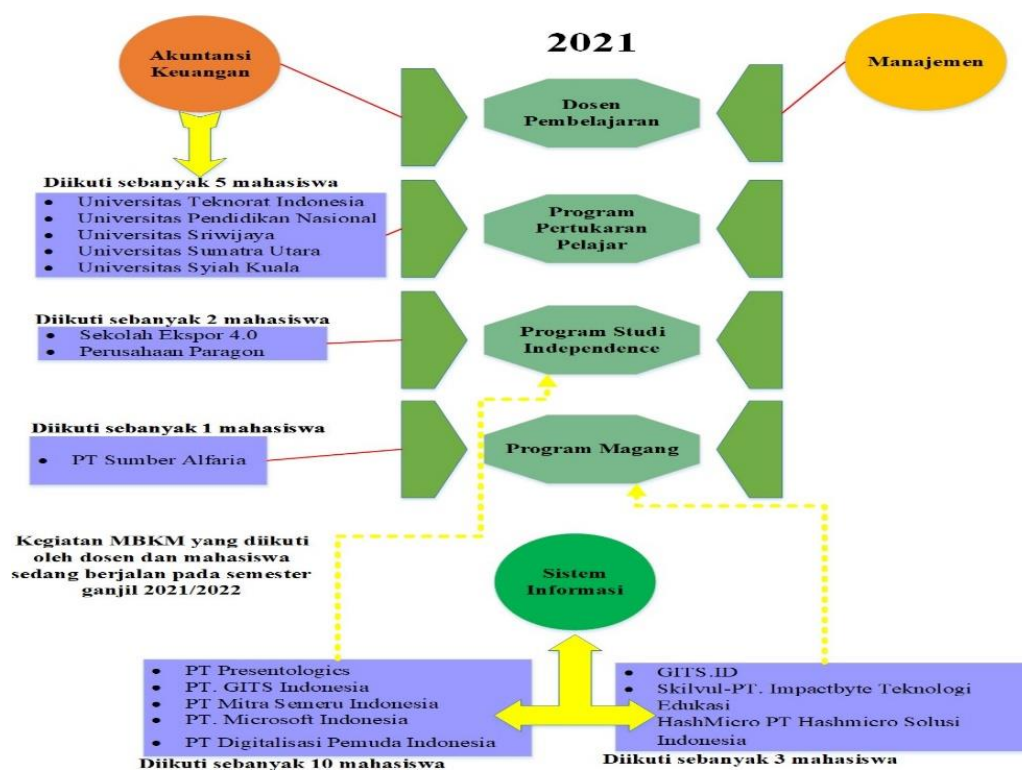 2021
Akuntansi
Keuangan
Manajemen
Dosen
Pembelajaran
Diikuti sebanyak 5 mahasiswa
• Universitas Teknorat Indonesia
• Universitas Pendidikan Nasional
• Universitas Sriwijaya
• Universitas Sumatra Utara
• Universitas Syiah Kuala
Program
Pertukaran
Pelajar
Diikuti sebanyak 2 mahasiswa
• Sekolah Ekspor 4.0
• Perusahaan Paragon
Program Studi
Independence
Diikuti sebanyak 1 mahasiswa
• PT Sumber Alfaria
Program Magang
Kegiatan MBKM yang diikuti
oleh dosen dan mahasiswa
sedang berjalan pada semester
ganjil 2021/2022
Sistem
Informasi
• PT Presentologics
• PT. GITS Indonesia
• PT Mitra Semeru Indonesia
• PT. Microsoft Indonesia
• PT Digitalisasi Pemuda Indonesia
Diikuti sebanyak 10 mahasiswa
• GITS.ID
• Skilvul-PT. Impactbyte Teknologi
Edukasi
• HashMicro PT Hashmicro Solusi
Indonesia
Diikuti sebanyak 3 mahasiswa